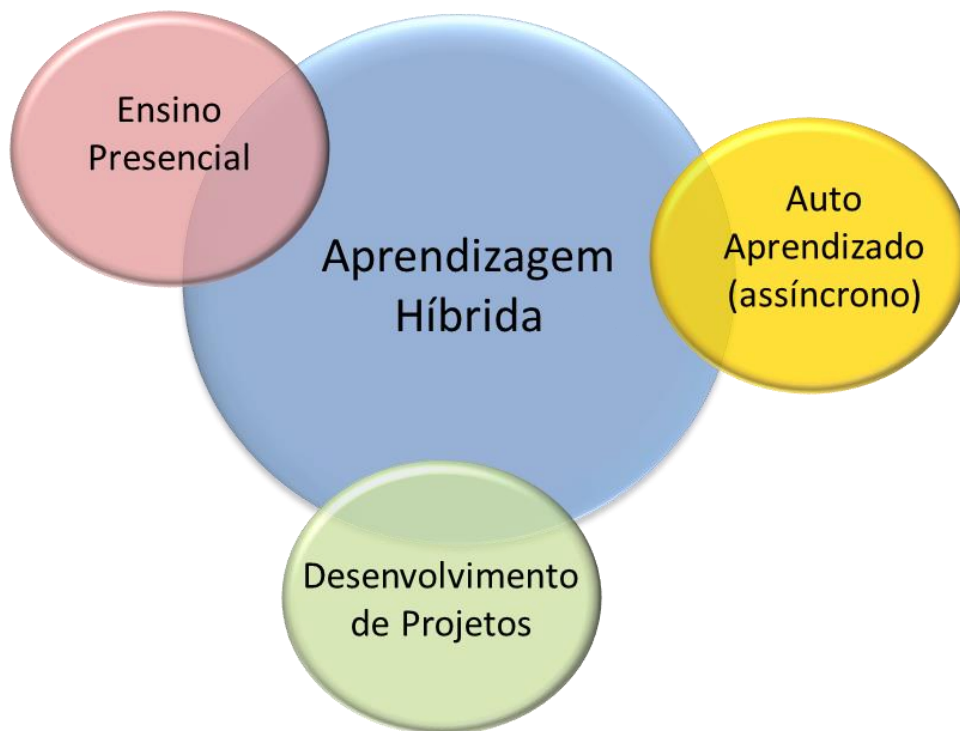 Ensino
Presencial
Auto
Aprendizado
(assíncrono)
Aprendizagem
Híbrida
Desenvolvimento
de Projetos